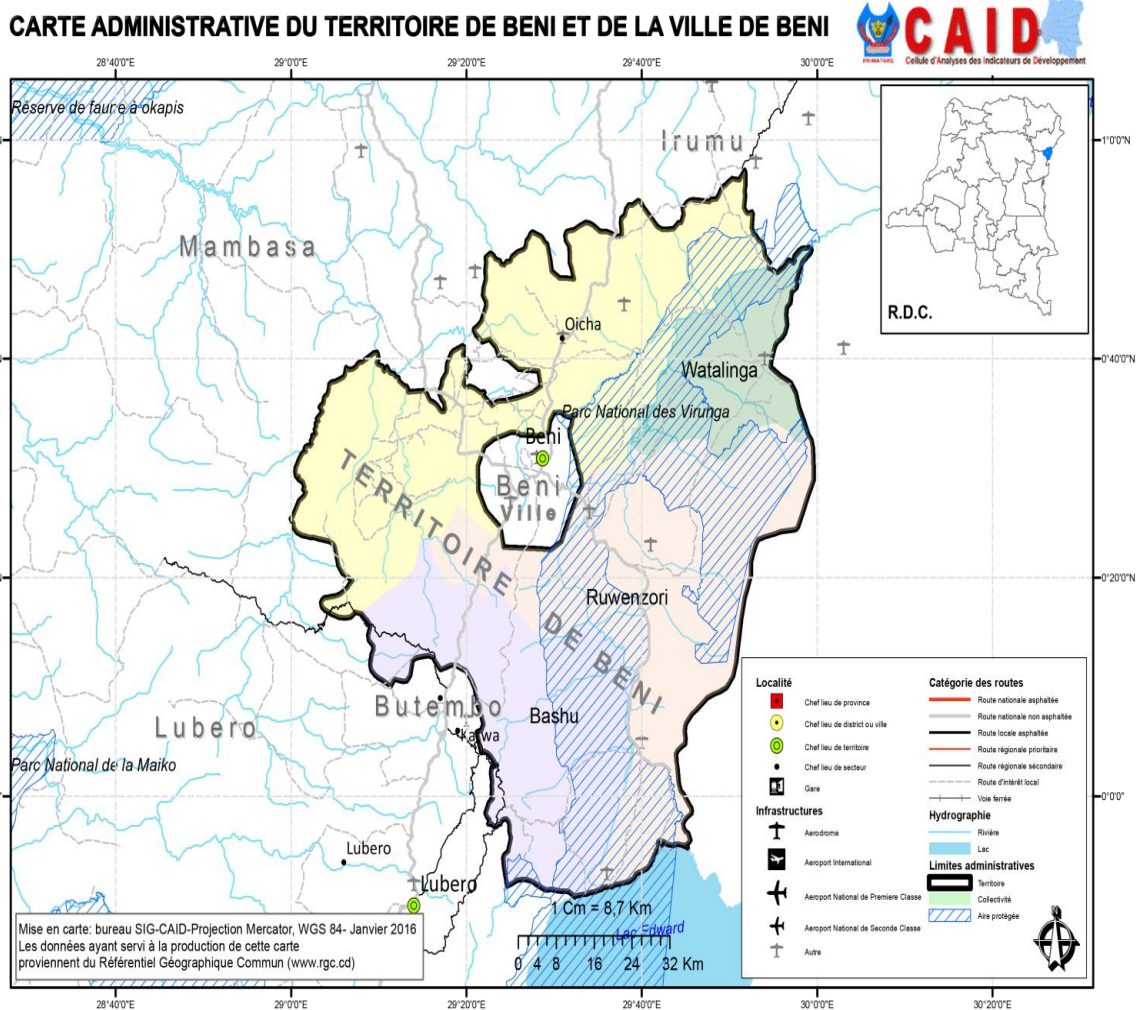 CARTE ADMINISTRATIVE DU TERRITOIRE DE BENI ET DE LA VILLE DE BENI
PRIMATURE
CAID
Cellule d'Analyses des Indicateurs de Développement
28°40'0"E 29°0'0"E 29°20'0"E 29°40'0"E 30°0'0"E 30°20'0"E
Réserve de faune à okapis
Irumu
1°0'0"N
Mambasa
R.D.C.
Oicha
0°40'0"N
Watalinga
Parc National des Virunga
Beni
Beni
Ville
TERRITOIRE DE BENI
0°20'0"N
Ruwenzori
Butembo
Bashu
Lubero
Parc National de la Maiko
0°0'0"
Lubero
Lubero
1 Cm = 8,7 Km
Lac Edward
0 4 8 16 24 32 Km
Mise en carte: bureau SIG-CAID-Projection Mercator, WGS 84- Janvier 2016
Les données ayant servi à la production de cette carte
proviennent du Référentiel Géographique Commun (www.rgc.cd)
Localité
Chef lieu de province
Chef lieu de district ou ville
Chef lieu de territoire
Chef lieu de secteur
Gare
Infrastructures
Aerodrome
Aeroport International
Aeroport National de Premiere Classe
Aeroport National de Seconde Classe
Autre
Catégorie des routes
Route nationale asphaltée
Route nationale non asphaltée
Route locale asphaltée
Route régionale prioritaire
Route régionale sécondaire
Route d'intérêt local
Voie ferrée
Hydrographie
Rivière
Lac
Limites administratives
Territoire
Collectivité
Aire protégée
28°40'0"E 29°0'0"E 29°20'0"E 29°40'0"E 30°0'0"E 30°20'0"E